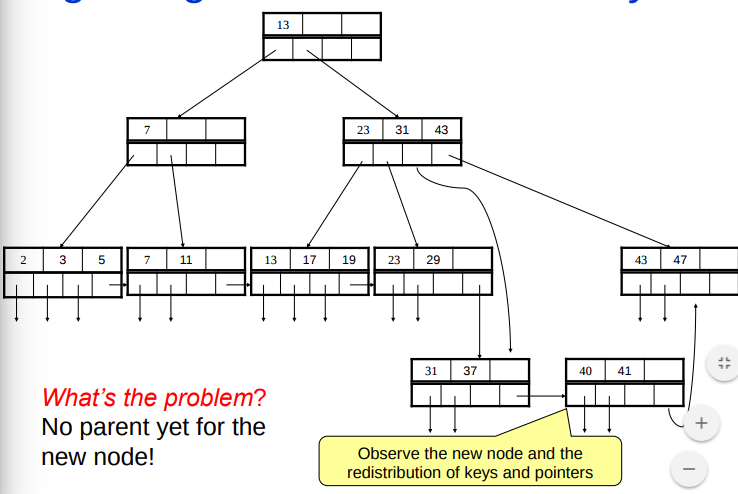 13
7
23 31 43
2 3 5
7 11
13 17 19
23 29
43 47
31 37
40 41
What's the problem?
No parent yet for the
new node!
Observe the new node and the
redistribution of keys and pointers